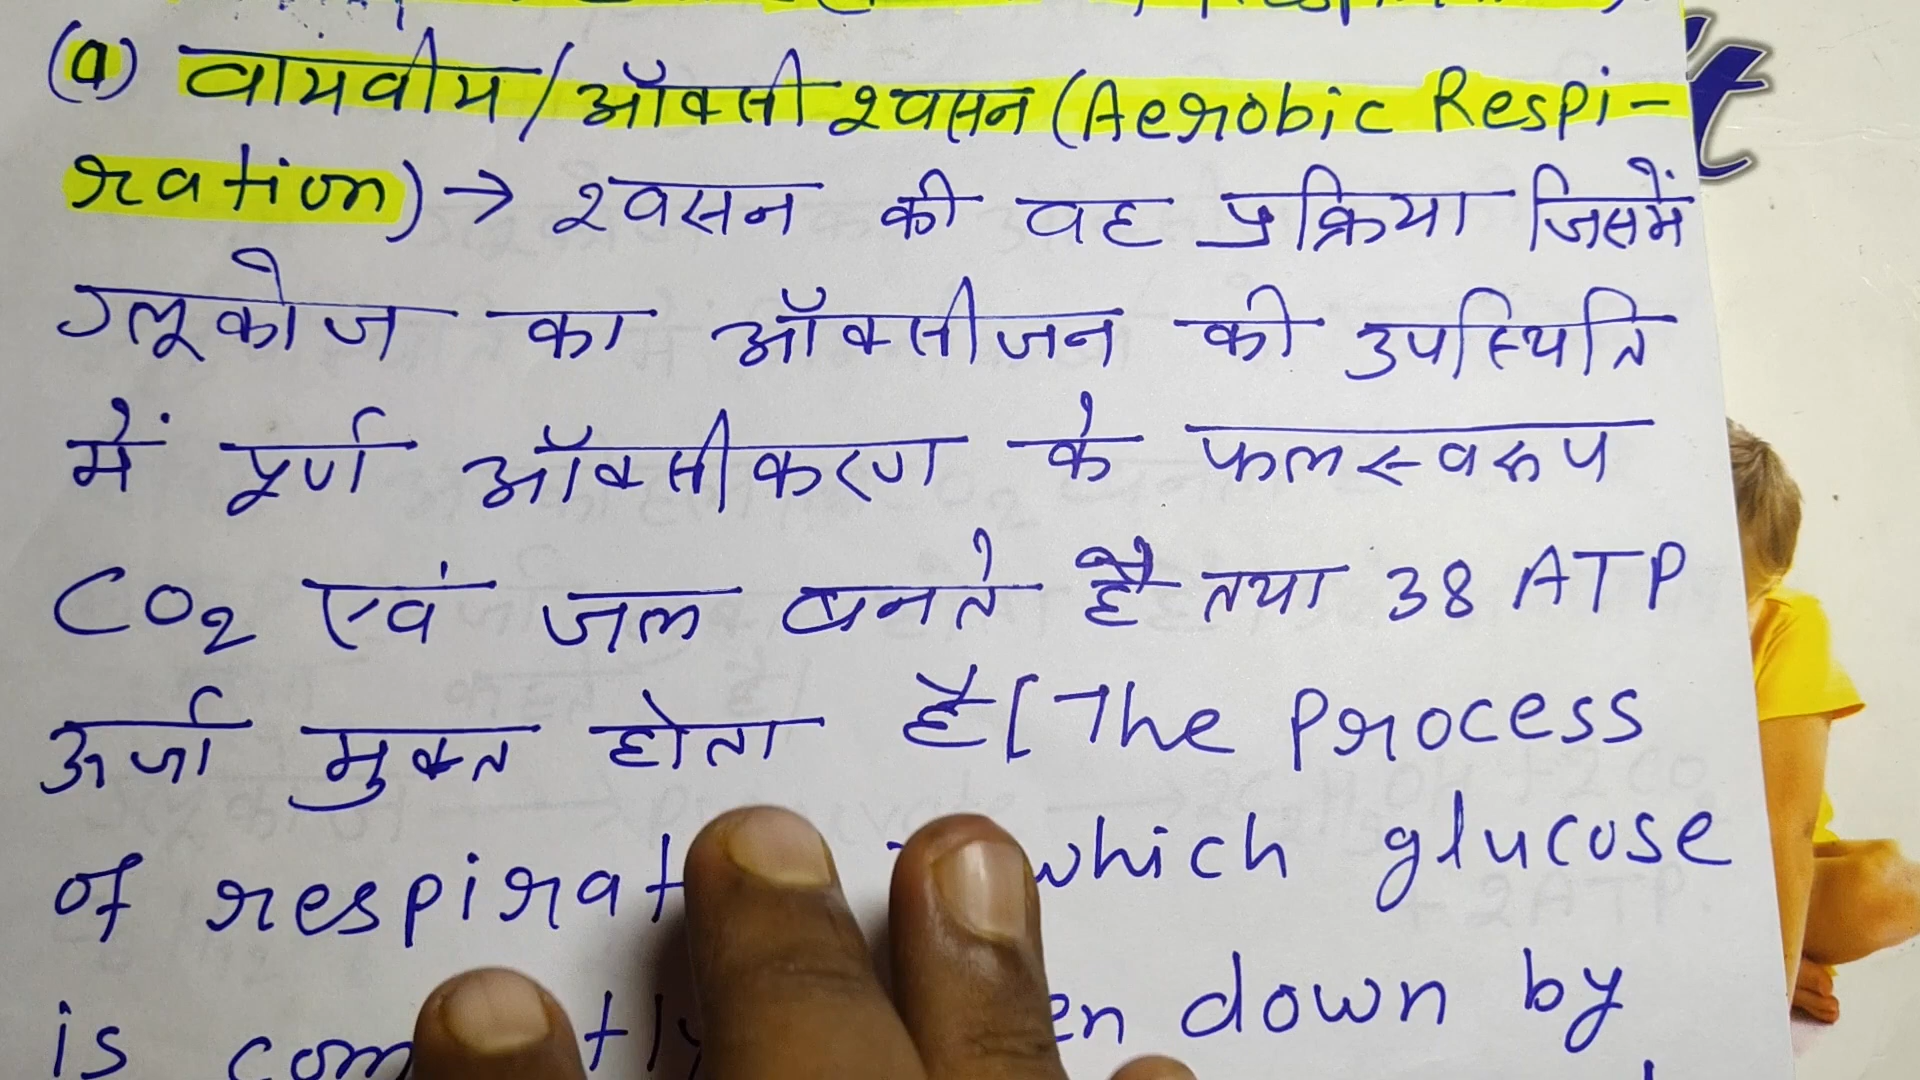 (a) वायवीय/ऑक्सी श्वसन (Aerobic Respi-
ration) → श्वसन की वह प्रक्रिया जिसमें
ग्लूकोज का ऑक्सीजन की उपस्थिति
में पूर्ण ऑक्सीकरण के फलस्वरूप
CO₂ एवं जल बनते है तथा 38 ATP
ऊर्जा मुक्त होता है [The process
of which glucose
is down by